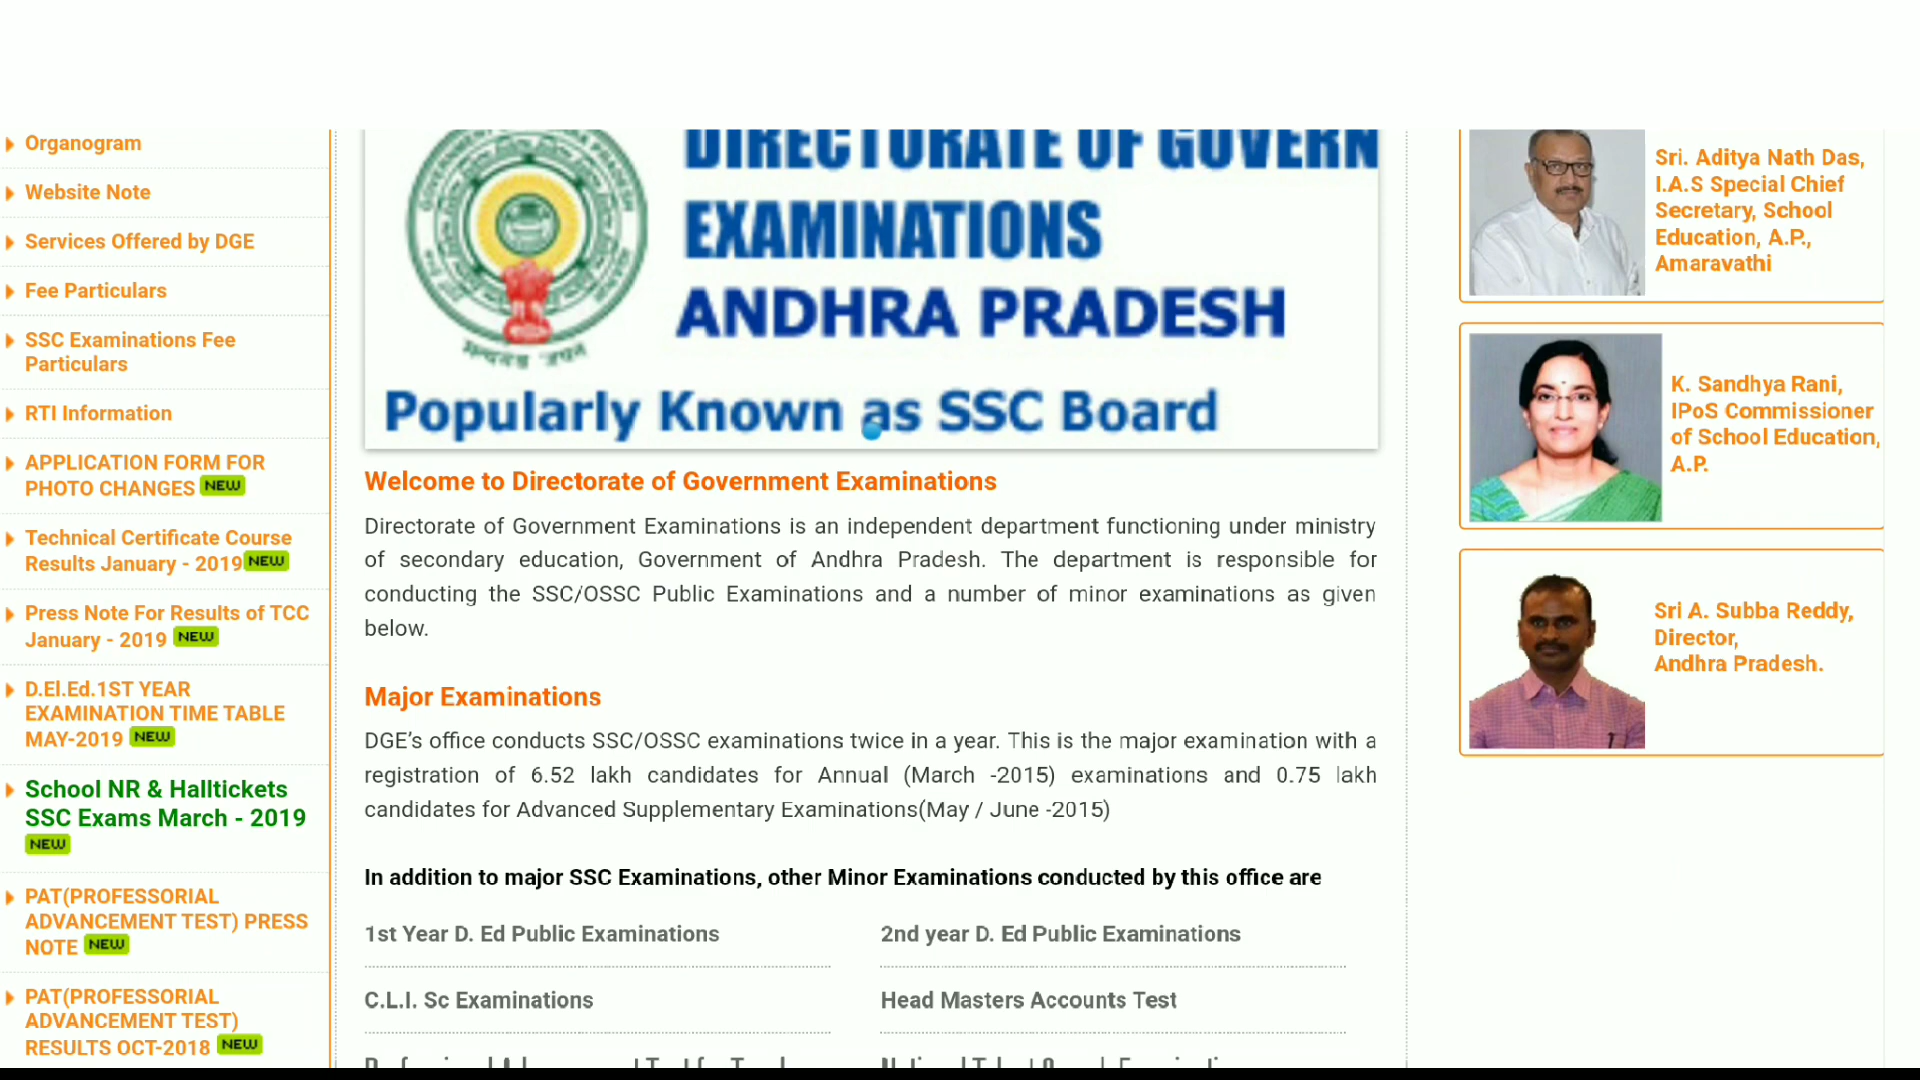 Organogram
Website Note
Services Offered by DGE
Fee Particulars
SSC Examinations Fee
Particulars
RTI Information
APPLICATION FORM FOR
PHOTO CHANGES NEW
Technical Certificate Course
Results January - 2019 NEW
Press Note For Results of TCC
January - 2019 NEW
D.El.Ed.1ST YEAR
EXAMINATION TIME TABLE
MAY-2019 NEW
School NR & Halltickets
SSC Exams March - 2019
NEW
PAT(PROFESSORIAL
ADVANCEMENT TEST) PRESS
NOTE NEW
PAT(PROFESSORIAL
ADVANCEMENT TEST)
RESULTS OCT-2018 NEW
DIRECTORATE OF GOVERN
EXAMINATIONS
ANDHRA PRADESH
Popularly Known as SSC Board
Welcome to Directorate of Government Examinations
Directorate of Government Examinations is an independent department functioning under ministry
of secondary education, Government of Andhra Pradesh. The department is responsible for
conducting the SSC/OSSC Public Examinations and a number of minor examinations as given
below.
Major Examinations
DGE’s office conducts SSC/OSSC examinations twice in a year. This is the major examination with a
registration of 6.52 lakh candidates for Annual (March -2015) examinations and 0.75 lakh
candidates for Advanced Supplementary Examinations(May / June -2015)
In addition to major SSC Examinations, other Minor Examinations conducted by this office are
1st Year D. Ed Public Examinations
2nd year D. Ed Public Examinations
C.L.I. Sc Examinations
Head Masters Accounts Test
Sri. Aditya Nath Das,
I.A.S Special Chief
Secretary, School
Education, A.P.,
Amaravathi
K. Sandhya Rani,
IPoS Commissioner
of School Education,
A.P.
Sri A. Subba Reddy,
Director,
Andhra Pradesh.